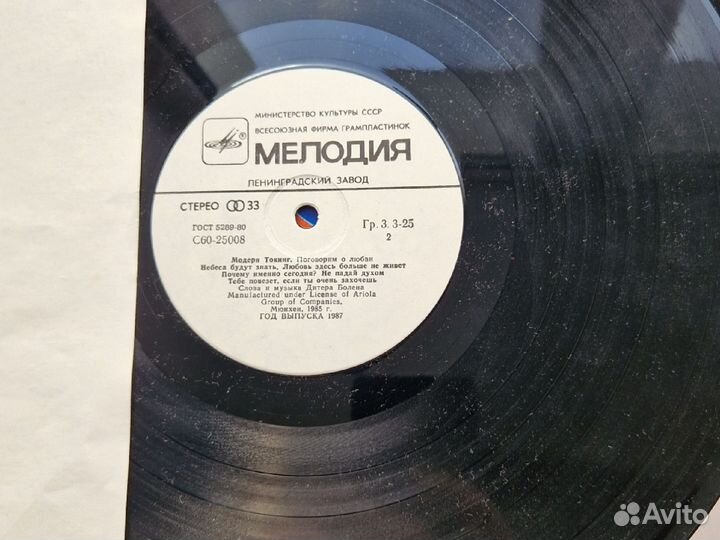 МИНИСТЕРСТВО КУЛЬТУРЫ СССР
ВСЕСОЮЗНАЯ ФИРМА ГРАМПЛАСТИНОК
® МЕЛОДИЯ
ЛЕНИНГРАДСКИЙ ЗАВОД
СТЕРЕО 33
ГОСТ 5289-80 Гр. 3. 3-25
С60-25008 2
Модерн Токинг. Поговорим о любви
Небеса будут знать, Любовь здесь больше не живет
Почему именно сегодня? Не падай духом
Тебе повезет, если ты очень захочешь
Слова и музыка Дитера Болена
Manufactured under License of Ariola
Group of Companies,
Мюнхен, 1985 г.
ГОД ВЫПУСКА 1987
Avito